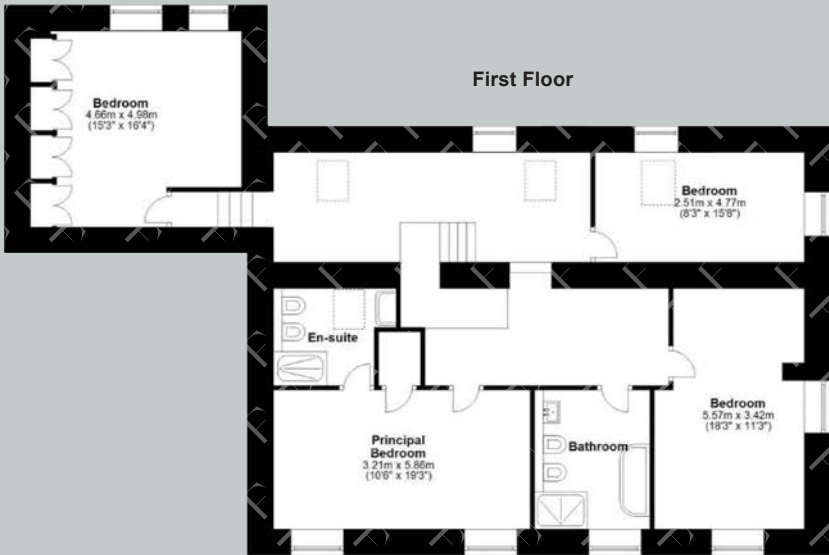 First Floor
Bedroom
4.66m x 4.98m
(15'3" x 16'4")
Bedroom
2.51m x 4.77m
(8'3" x 15'8")
En-suite
Principal
Bedroom
3.21m x 5.86m
(10'6" x 19'3")
Bathroom
Bedroom
5.57m x 3.42m
(18'3" x 11'3")